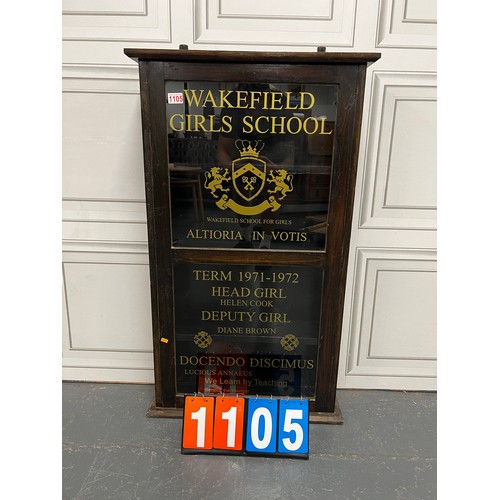 1105
WAKEFIELD
GIRLS SCHOOL
WAKEFIELD SCHOOL FOR GIRLS
ALTIORIA IN VOTIS
TERM 1971-1972
HEAD GIRL
HELEN COOK
DEPUTY GIRL
DIANE BROWN
DOCENDO DISCIMUS
LUCIOUS ANNAEUS
We Learn by Teaching
1105